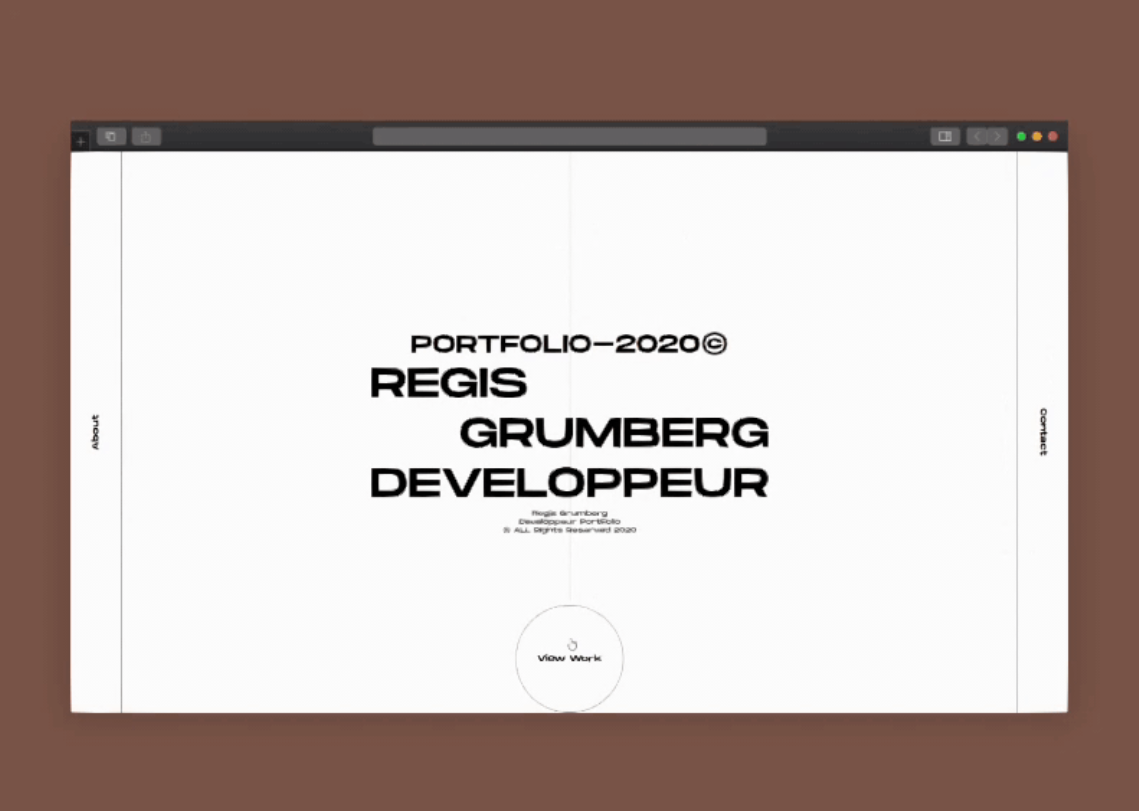 PORTFOLIO—2020©
REGIS
GRUMBERG
DEVELOPPEUR
Regis Grumberg
Developpeur Portfolio
© ALL Rights Reserved 2020
About
Contact
View Work